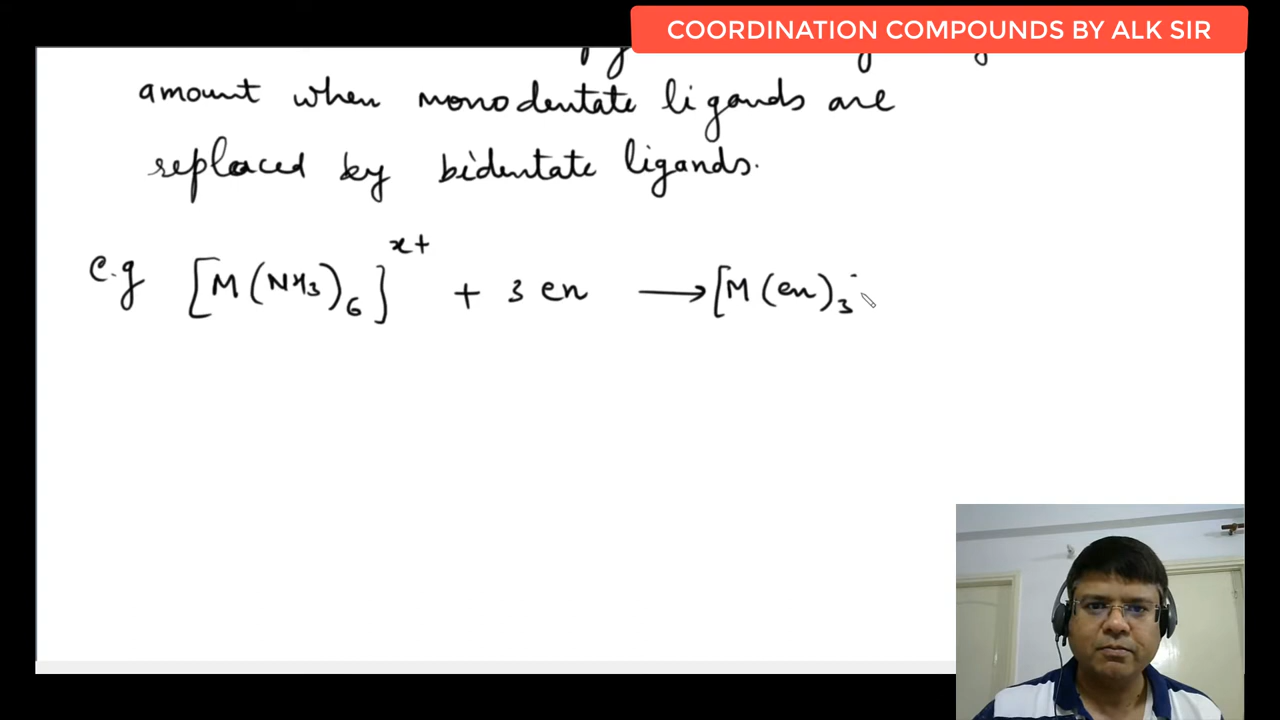 COORDINATION COMPOUNDS BY ALK SIR
amount when monodentate ligands are
replaced by bidentate ligands.
e.g [M(NH3)6]x+ + 3 en ⟶ [M(en)3